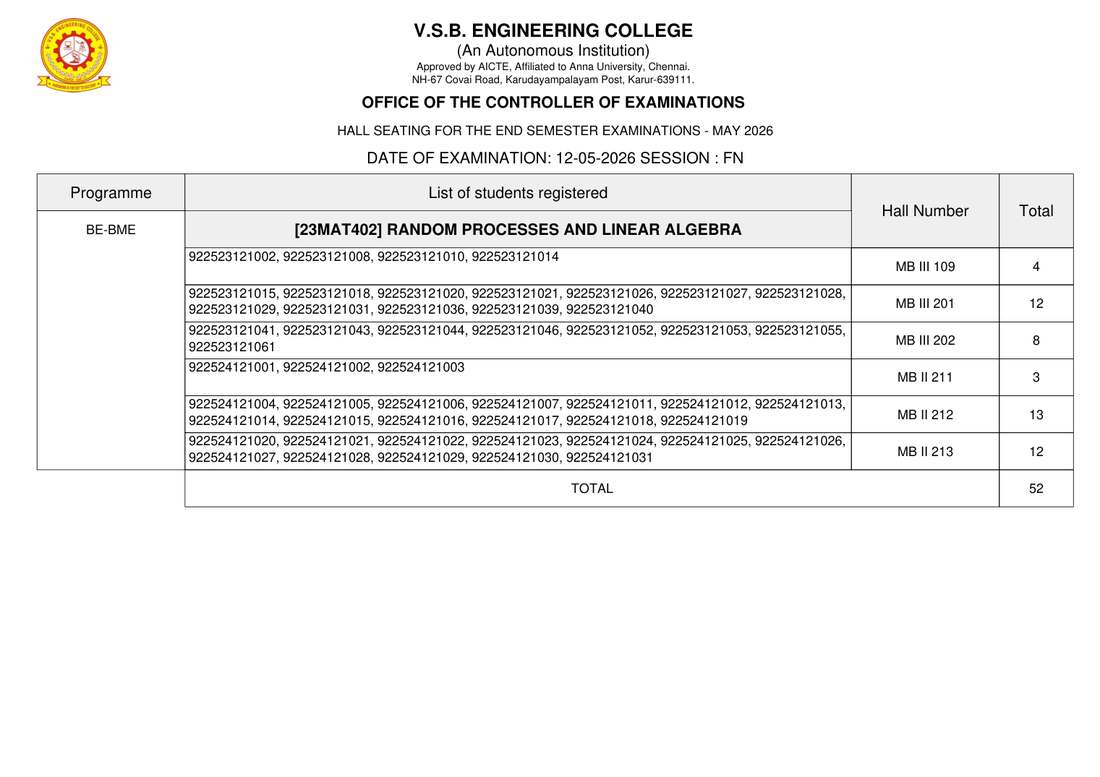 V.S.B. ENGINEERING COLLEGE
(An Autonomous Institution)
Approved by AICTE, Affiliated to Anna University, Chennai.
NH-67 Covai Road, Karudayampalayam Post, Karur-639111.
OFFICE OF THE CONTROLLER OF EXAMINATIONS
HALL SEATING FOR THE END SEMESTER EXAMINATIONS - MAY 2026
DATE OF EXAMINATION: 12-05-2026 SESSION : FN
Programme List of students registered Hall Number Total
BE-BME [23MAT402] RANDOM PROCESSES AND LINEAR ALGEBRA
922523121002, 922523121008, 922523121010, 922523121014 MB III 109 4
922523121015, 922523121018, 922523121020, 922523121021, 922523121026, 922523121027, 922523121028,
922523121029, 922523121031, 922523121036, 922523121039, 922523121040 MB III 201 12
922523121041, 922523121043, 922523121044, 922523121046, 922523121052, 922523121053, 922523121055,
922523121061 MB III 202 8
922524121001, 922524121002, 922524121003 MB II 211 3
922524121004, 922524121005, 922524121006, 922524121007, 922524121011, 922524121012, 922524121013,
922524121014, 922524121015, 922524121016, 922524121017, 922524121018, 922524121019 MB II 212 13
922524121020, 922524121021, 922524121022, 922524121023, 922524121024, 922524121025, 922524121026,
922524121027, 922524121028, 922524121029, 922524121030, 922524121031 MB II 213 12
TOTAL 52